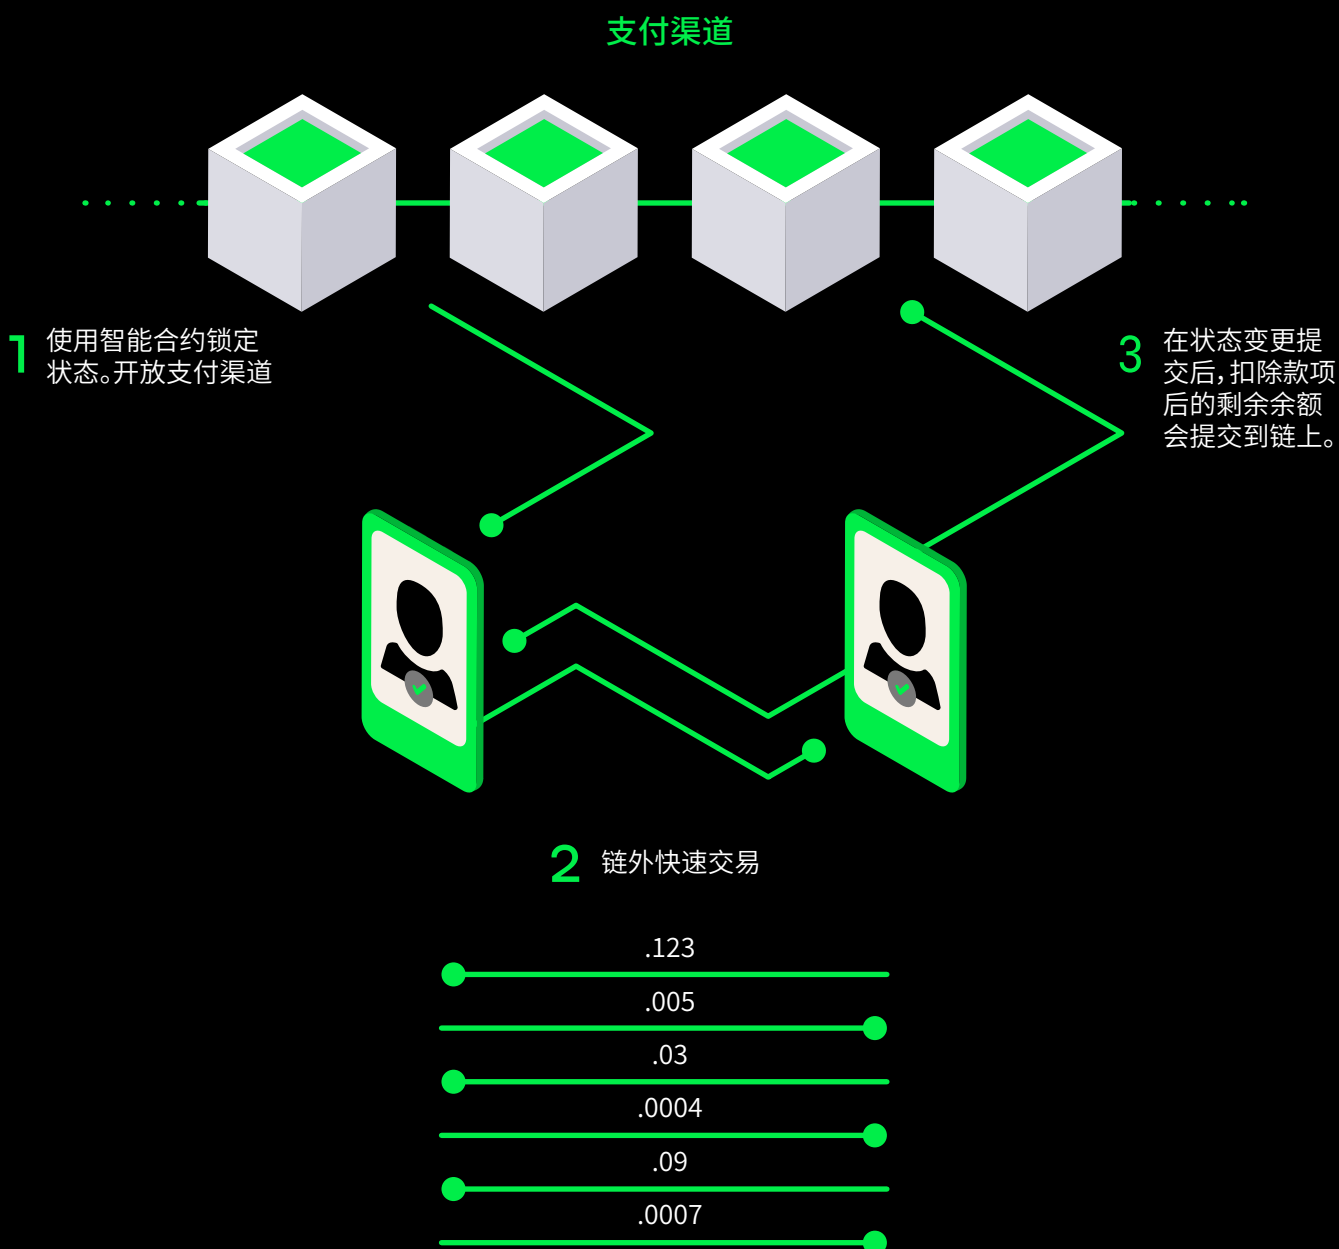 支付渠道
1
使用智能合约锁定
状态。开放支付渠道
3
在状态变更提
交后，扣除款项
后的剩余余额
会提交到链上。
2
链外快速交易
.123
.005
.03
.0004
.09
.0007